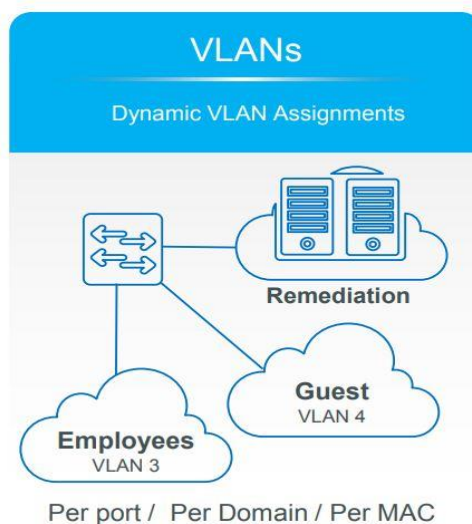 VLANs
Dynamic VLAN Assignments
Remediation
Guest
VLAN 4
Employees
VLAN 3
Per port / Per Domain / Per MAC